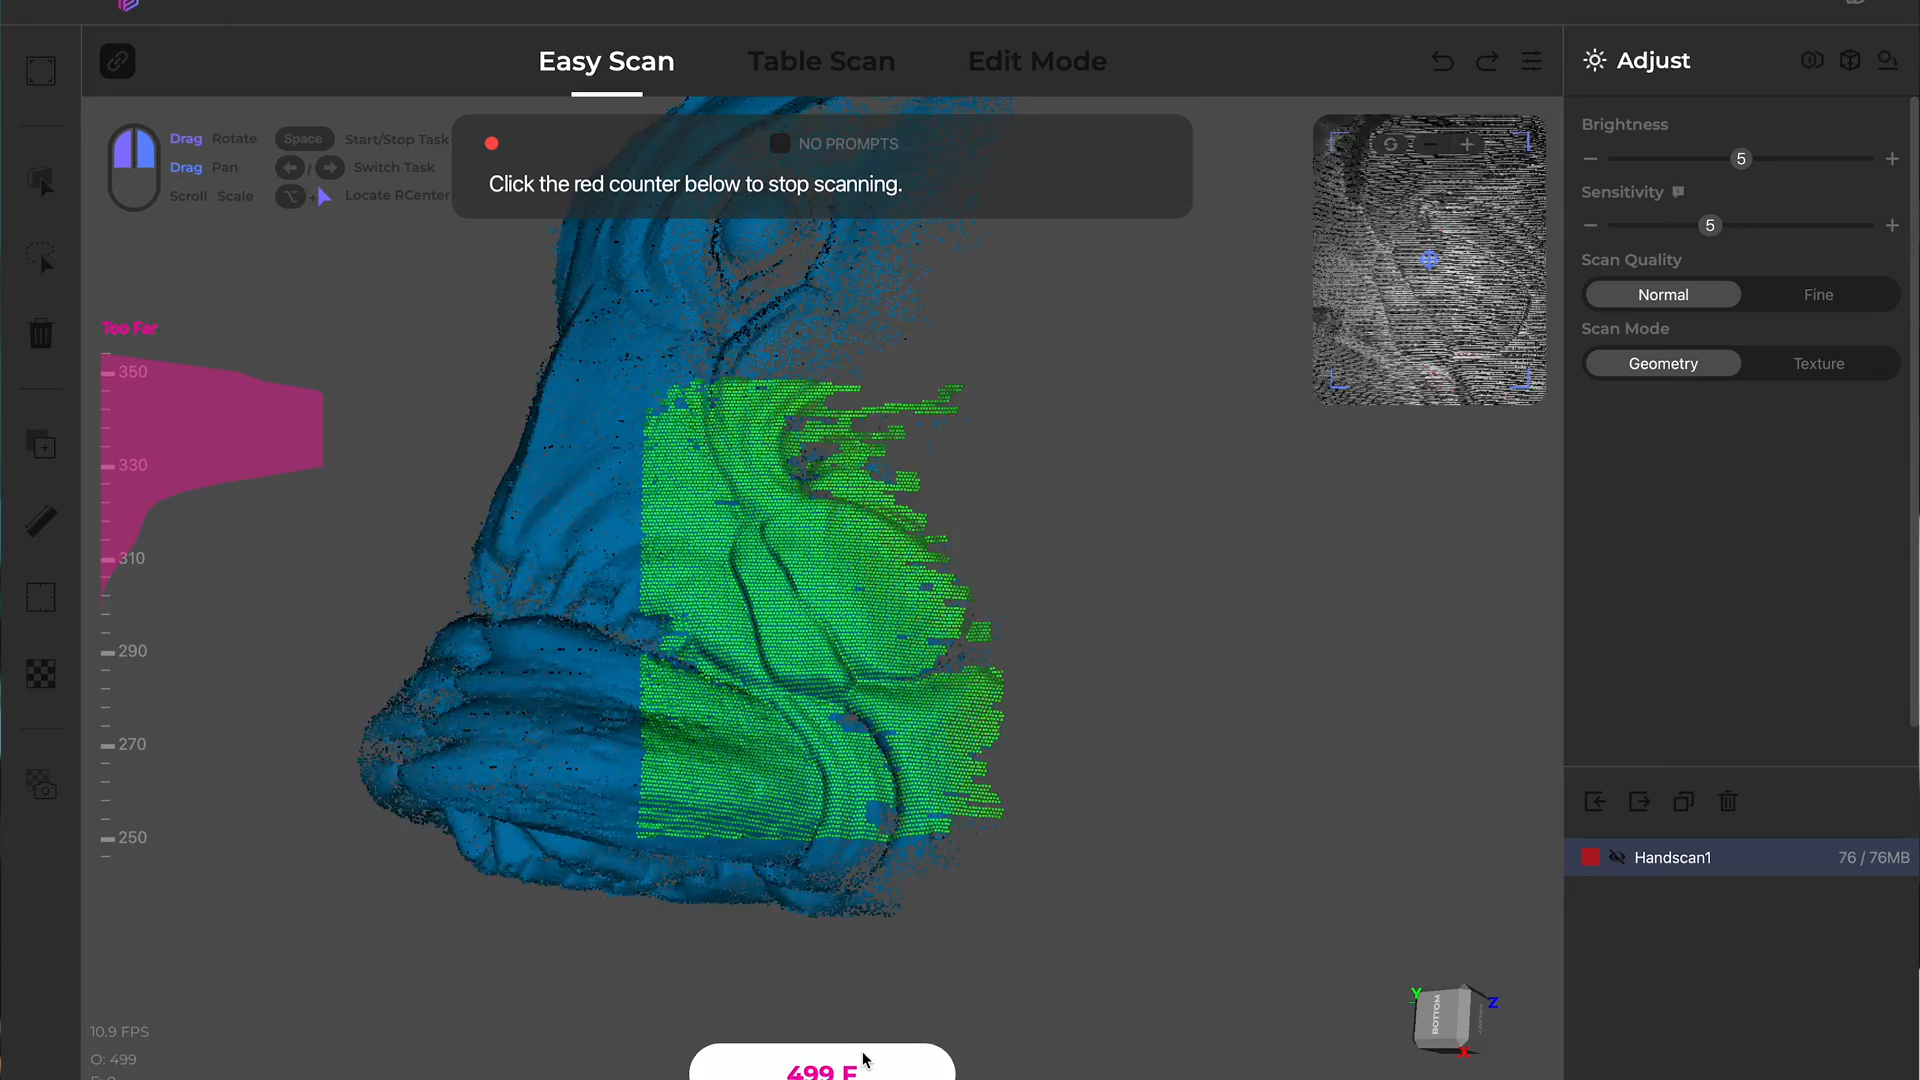 Easy Scan
Table Scan
Edit Mode
Adjust
Drag Rotate Space Start/Stop Task
Drag Pan / Switch Task
Scroll Scale + Locate RCenter
NO PROMPTS
Click the red counter below to stop scanning.
Brightness
5
Sensitivity
5
Scan Quality
Normal Fine
Scan Mode
Geometry Texture
Too Far
350
330
310
290
270
250
Handscan1 76 / 76MB
Y
Z
BOTTOM
X
10.9 FPS
O: 499
499 F